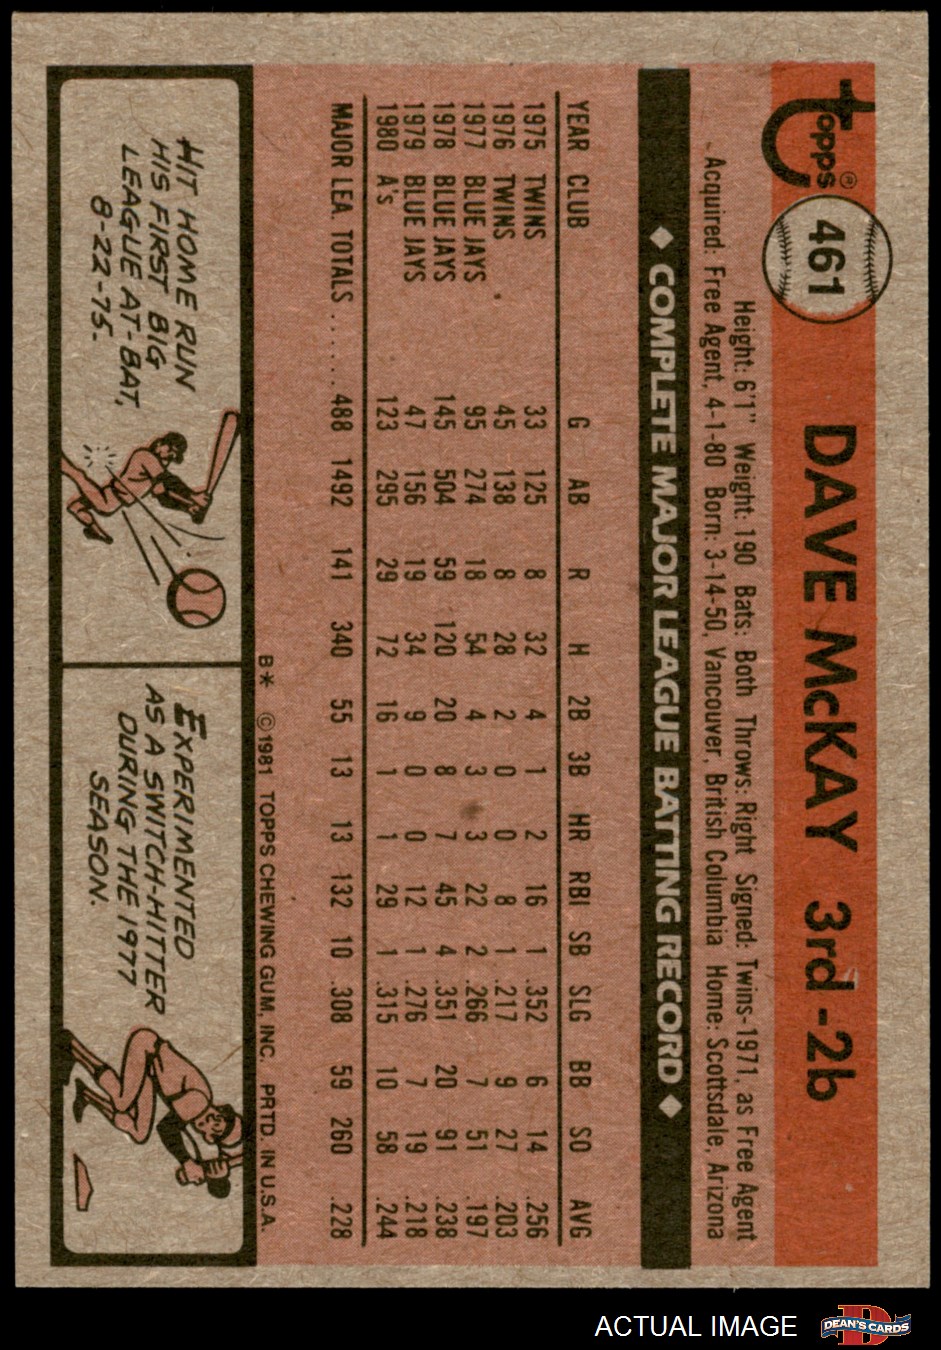 Topps® 461 DAVE McKAY 3rd-2b
Height: 6'1" Weight: 190 Bats: Both Throws: Right Signed: Twins-1971, as Free Agent
Acquired: Free Agent, 4-1-80 Born: 3-14-50, Vancouver, British Columbia Home: Scottsdale, Arizona
◆ COMPLETE MAJOR LEAGUE BATTING RECORD ◆
YEAR CLUB G AB R H 2B 3B HR RBI SB SLG BB SO AVG
1975 TWINS 33 125 8 32 4 1 2 16 1 .352 6 14 .256
1976 TWINS 45 138 8 28 2 0 0 8 1 .217 9 27 .203
1977 BLUE JAYS 95 274 18 54 4 3 3 22 2 .266 7 51 .197
1978 BLUE JAYS 145 504 59 120 20 8 7 45 4 .351 20 91 .238
1979 BLUE JAYS 47 156 19 34 9 0 0 12 1 .276 7 19 .218
1980 A's 123 295 29 72 16 1 1 29 1 .315 10 58 .244
MAJOR LEA. TOTALS ...... 488 1492 141 340 55 13 13 132 10 .308 59 260 .228
B* ©1981 TOPPS CHEWING GUM, INC. PRTD. IN U.S.A.
HIT HOME RUN
HIS FIRST BIG
LEAGUE AT-BAT,
8-22-75.
EXPERIMENTED
AS A SWITCH-HITTER
DURING THE 1977
SEASON.
ACTUAL IMAGE
DEAN'S CARDS